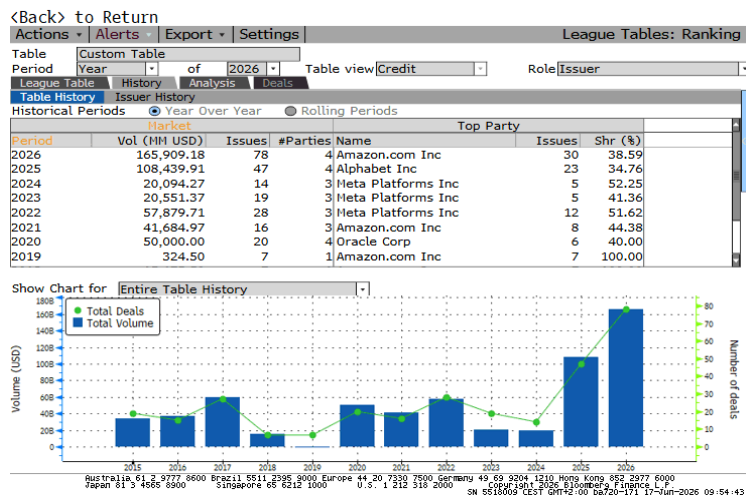 <Back> to Return
Actions Alerts Export Settings League Tables: Ranking
Table Custom Table
Period Year of 2026 Table view Credit Role Issuer
League Table History Analysis Deals
Table History Issuer History
Historical Periods Year Over Year Rolling Periods
Market Top Party
Period Vol (MM USD) Issues #Parties Name Issues Shr (%)
2026 165,909.18 78 4 Amazon.com Inc 30 38.59
2025 108,439.91 47 4 Alphabet Inc 23 34.76
2024 20,094.27 14 3 Meta Platforms Inc 5 52.25
2023 20,551.37 19 3 Meta Platforms Inc 5 41.36
2022 57,879.71 28 3 Meta Platforms Inc 12 51.62
2021 41,684.97 16 3 Amazon.com Inc 8 44.38
2020 50,000.00 20 4 Oracle Corp 6 40.00
2019 324.50 7 1 Amazon.com Inc 7 100.00
Show Chart for Entire Table History
Total Deals
Total Volume
Volume (USD)
180B
160B
140B
120B
100B
80B
60B
40B
20B
0
80
70
60
50
40
30
20
10
0
Number of deals
2015 2016 2017 2018 2019 2020 2021 2022 2023 2024 2025 2026
Australia 61 2 9777 8600 Brazil 5511 2395 9000 Europe 44 20 7330 7500 Germany 49 69 9204 1210 Hong Kong 852 2977 6000
Japan 81 3 4565 8900 Singapore 65 6212 1000 U.S. 1 212 318 2000 Copyright 2026 Bloomberg Finance L.P.
SN 5518009 CEST GMT+2:00 ba720-171 17-Jun-2026 09:54:43